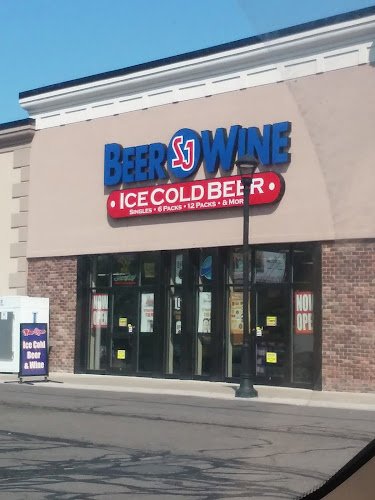 BEER SJ WINE
• ICE COLD BEER •
SINGLES • 6 PACKS • 12 PACKS • & MORE
NOW
OPEN
Ice Cold
Beer
& Wine